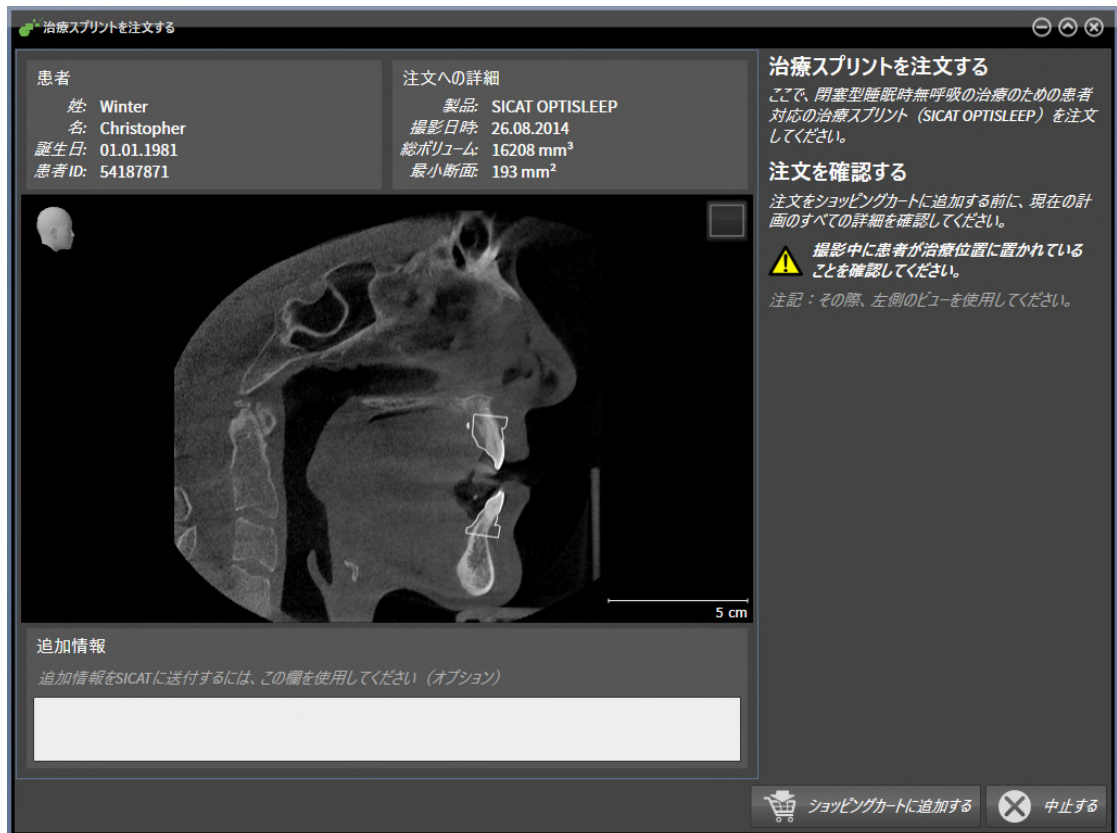 治療スプリントを注文する
患者
姓: Winter
名: Christopher
誕生日: 01.01.1981
患者ID: 54187871
注文への詳細
製品: SICAT OPTISLEEP
撮影日時: 26.08.2014
総ボリューム: 16208 mm³
最小断面: 193 mm²
5 cm
追加情報
追加情報をSICATに送付するには、この欄を使用してください（オプション）
治療スプリントを注文する
ここで、閉塞型睡眠時無呼吸の治療のための患者
対応の治療スプリント（SICAT OPTISLEEP）を注文
してください。
注文を確認する
注文をショッピングカートに追加する前に、現在の計
画のすべての詳細を確認してください。
撮影中に患者が治療位置に置かれている
ことを確認してください。
注記：その際、左側のビューを使用してください。
ショッピングカートに追加する
中止する